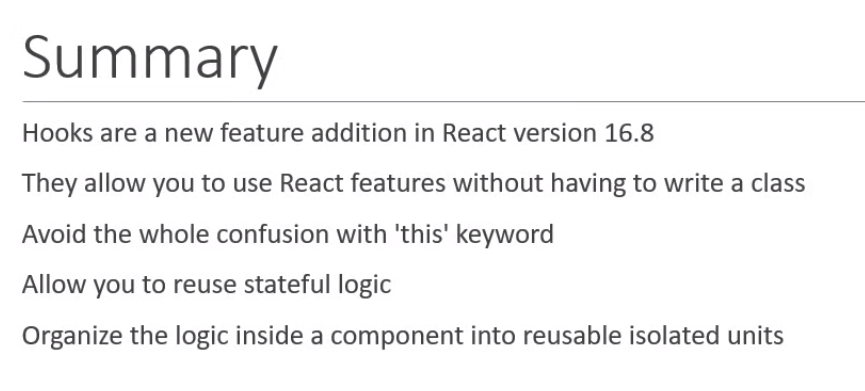 Summary
Hooks are a new feature addition in React version 16.8
They allow you to use React features without having to write a class
Avoid the whole confusion with 'this' keyword
Allow you to reuse stateful logic
Organize the logic inside a component into reusable isolated units